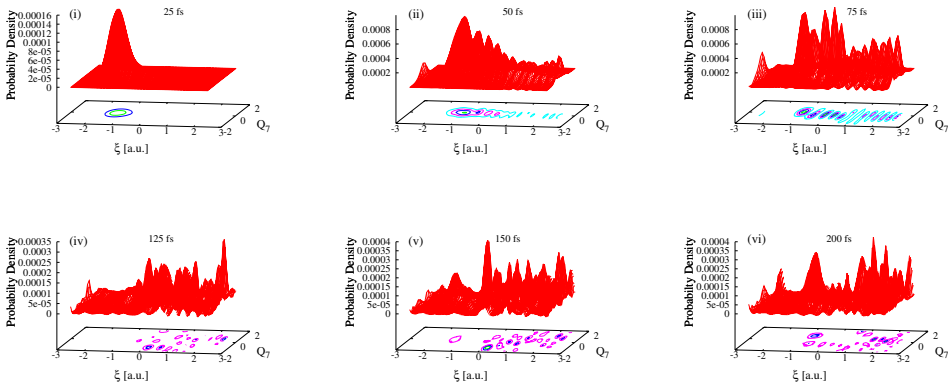 (i) 25 fs
Probabilty Density
0.00016
0.00014
0.00012
0.0001
8e-05
6e-05
4e-05
2e-05
0
-3 -2 -1 0 1 2 3 -2 0 2
Q7
ξ [a.u.]
(ii) 50 fs
Probabilty Density
0.0008
0.0006
0.0004
0.0002
-3 -2 -1 0 1 2 3 -2 0 2
Q7
ξ [a.u.]
(iii) 75 fs
Probabilty Density
0.0008
0.0006
0.0004
0.0002
-3 -2 -1 0 1 2 3 -2 0 2
Q7
ξ [a.u.]
(iv) 125 fs
Probabilty Density
0.00035
0.0003
0.00025
0.0002
0.00015
0.0001
5e-05
0
-3 -2 -1 0 1 2 3 -2 0 2
Q7
ξ [a.u.]
(v) 150 fs
Probabilty Density
0.0004
0.00035
0.0003
0.00025
0.0002
0.00015
0.0001
5e-05
0
-3 -2 -1 0 1 2 3 -2 0 2
Q7
ξ [a.u.]
(vi) 200 fs
Probabilty Density
0.0004
0.00035
0.0003
0.00025
0.0002
0.00015
0.0001
5e-05
0
-3 -2 -1 0 1 2 3 -2 0 2
Q7
ξ [a.u.]